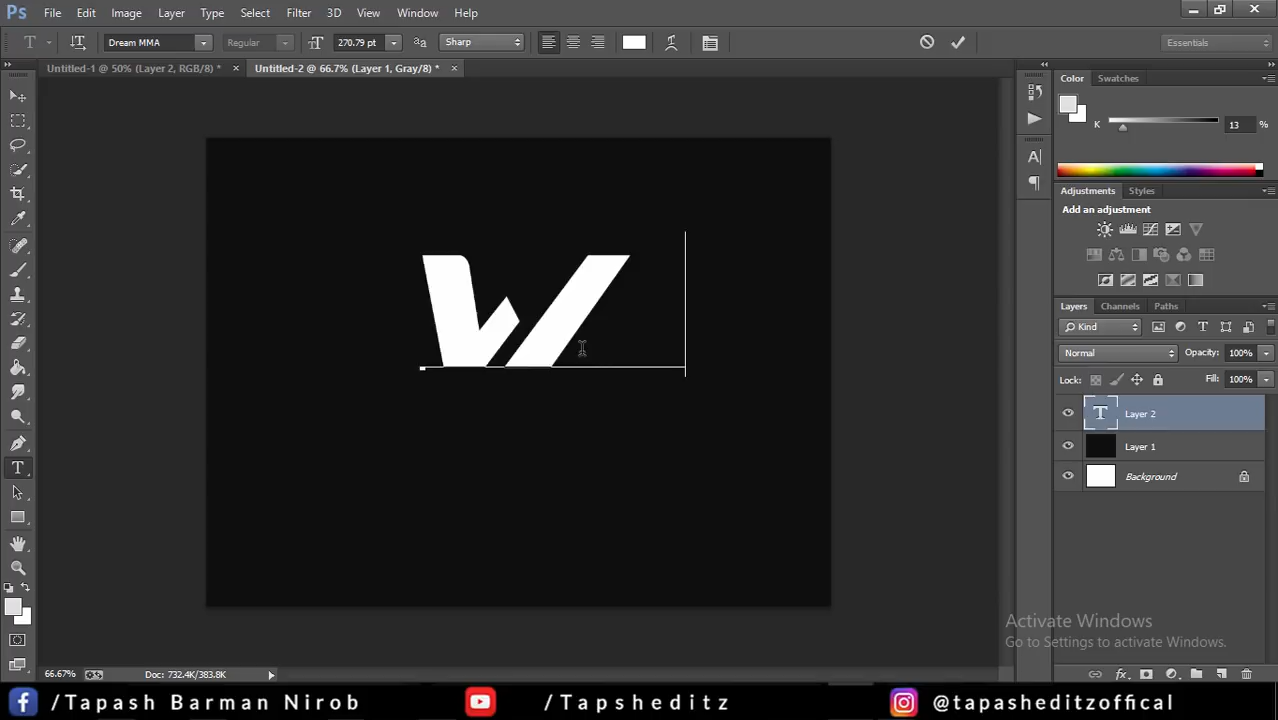 Ps File Edit Image Layer Type Select Filter 3D View Window Help
T Dream MMA Regular 270.79 pt aa Sharp Essentials
Untitled-1 @ 50% (Layer 2, RGB/8) * × Untitled-2 @ 66.7% (Layer 1, Gray/8) * ×
Color Swatches
K 13 %
A
Adjustments Styles
Add an adjustment
W
Layers Channels Paths
Kind
Normal Opacity: 100%
Lock: Fill: 100%
T Layer 2
Layer 1
Background
Activate Windows
Go to Settings to activate Windows.
66.67% Doc: 732.4K/383.8K
/Tapash Barman Nirob /Tapsheditz @tapasheditzoffical